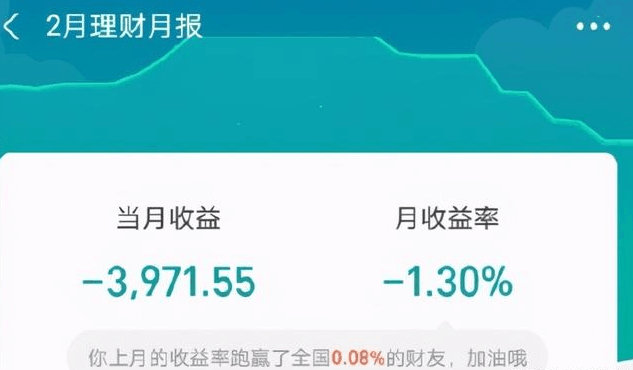 2月理财月报
当月收益
月收益率
-3,971.55
-1.30%
你上月的收益率跑赢了全国0.08%的财友，加油哦